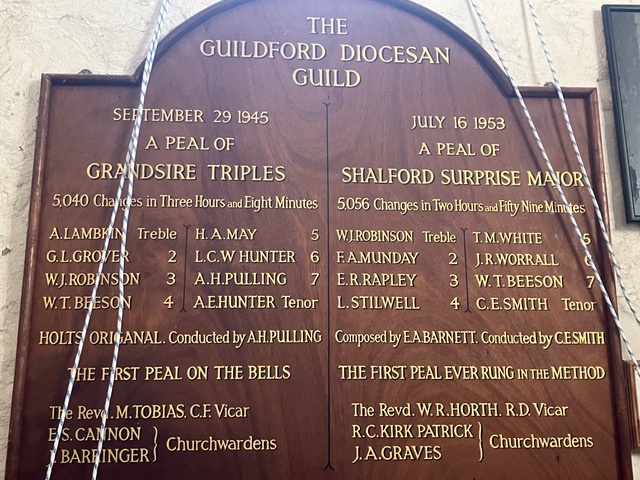 THE
GUILDFORD DIOCESAN
GUILD
SEPTEMBER 29 1945
A PEAL OF
GRANDSIRE TRIPLES
5,040 Changes in Three Hours and Eight Minutes
A. LAMBKIN Treble
G. L. GROVER 2
W. J. ROBINSON 3
W. T. BEESON 4
H. A. MAY 5
L. C. W HUNTER 6
A. H. PULLING 7
A. E. HUNTER Tenor
HOLTS ORIGANAL. Conducted by A.H. PULLING
THE FIRST PEAL ON THE BELLS
The Revd. M. TOBIAS, C.F. Vicar
E. S. CANNON
J. BARRINGER
Churchwardens
JULY 16 1953
A PEAL OF
SHALFORD SURPRISE MAJOR
5,056 Changes in Two Hours and Fifty Nine Minutes
W. J. ROBINSON Treble
F. A. MUNDAY 2
E. R. RAPLEY 3
L. STILWELL 4
T. M. WHITE 5
J. R. WORRALL 6
W. T. BEESON 7
C. E. SMITH Tenor
Composed by E. A. BARNETT. Conducted by C.E. SMITH
THE FIRST PEAL EVER RUNG IN THE METHOD
The Revd. W. R. HORTH. R.D. Vicar
R. C. KIRK PATRICK
J. A. GRAVES
Churchwardens